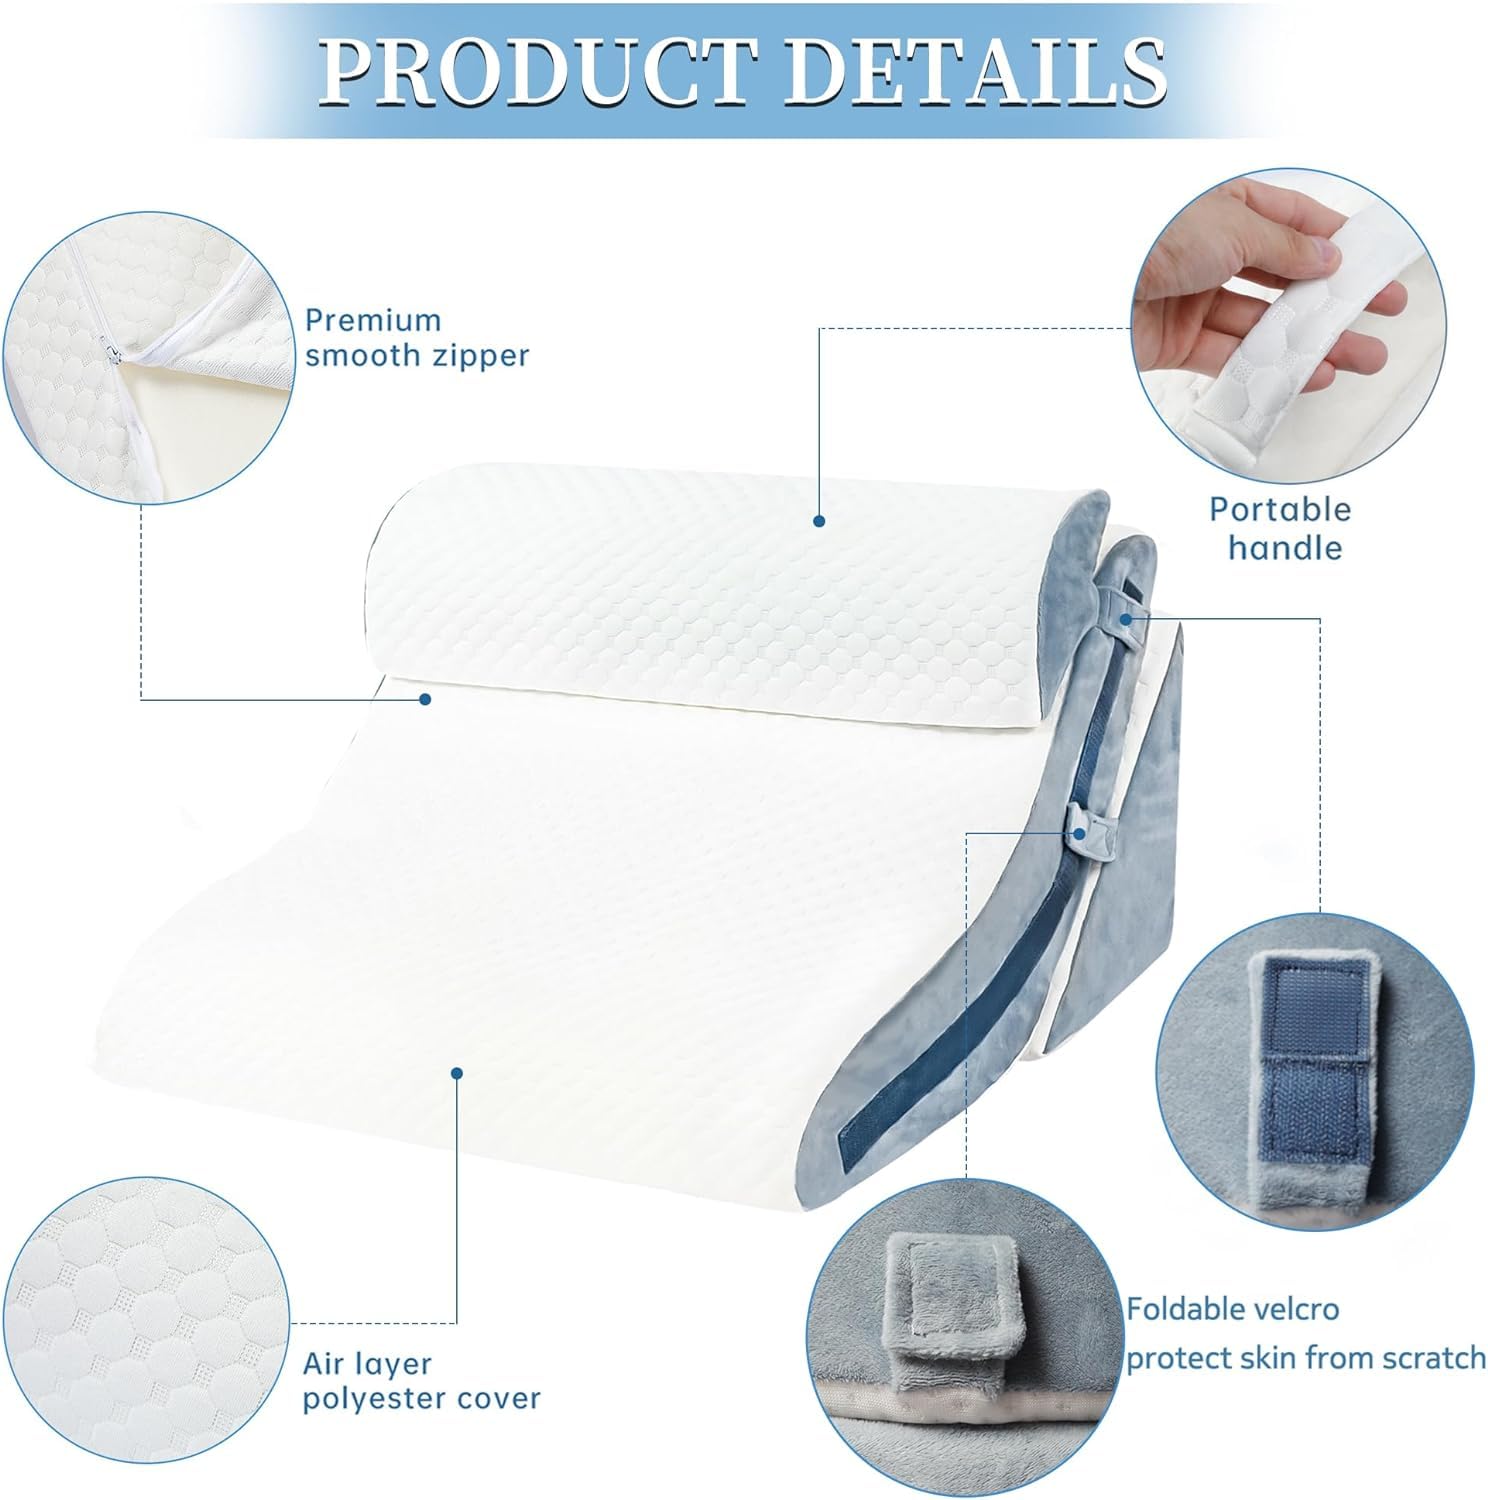 PRODUCT DETAILS
Premium
smooth zipper
Portable
handle
Air layer
polyester cover
Foldable velcro
protect skin from scratch